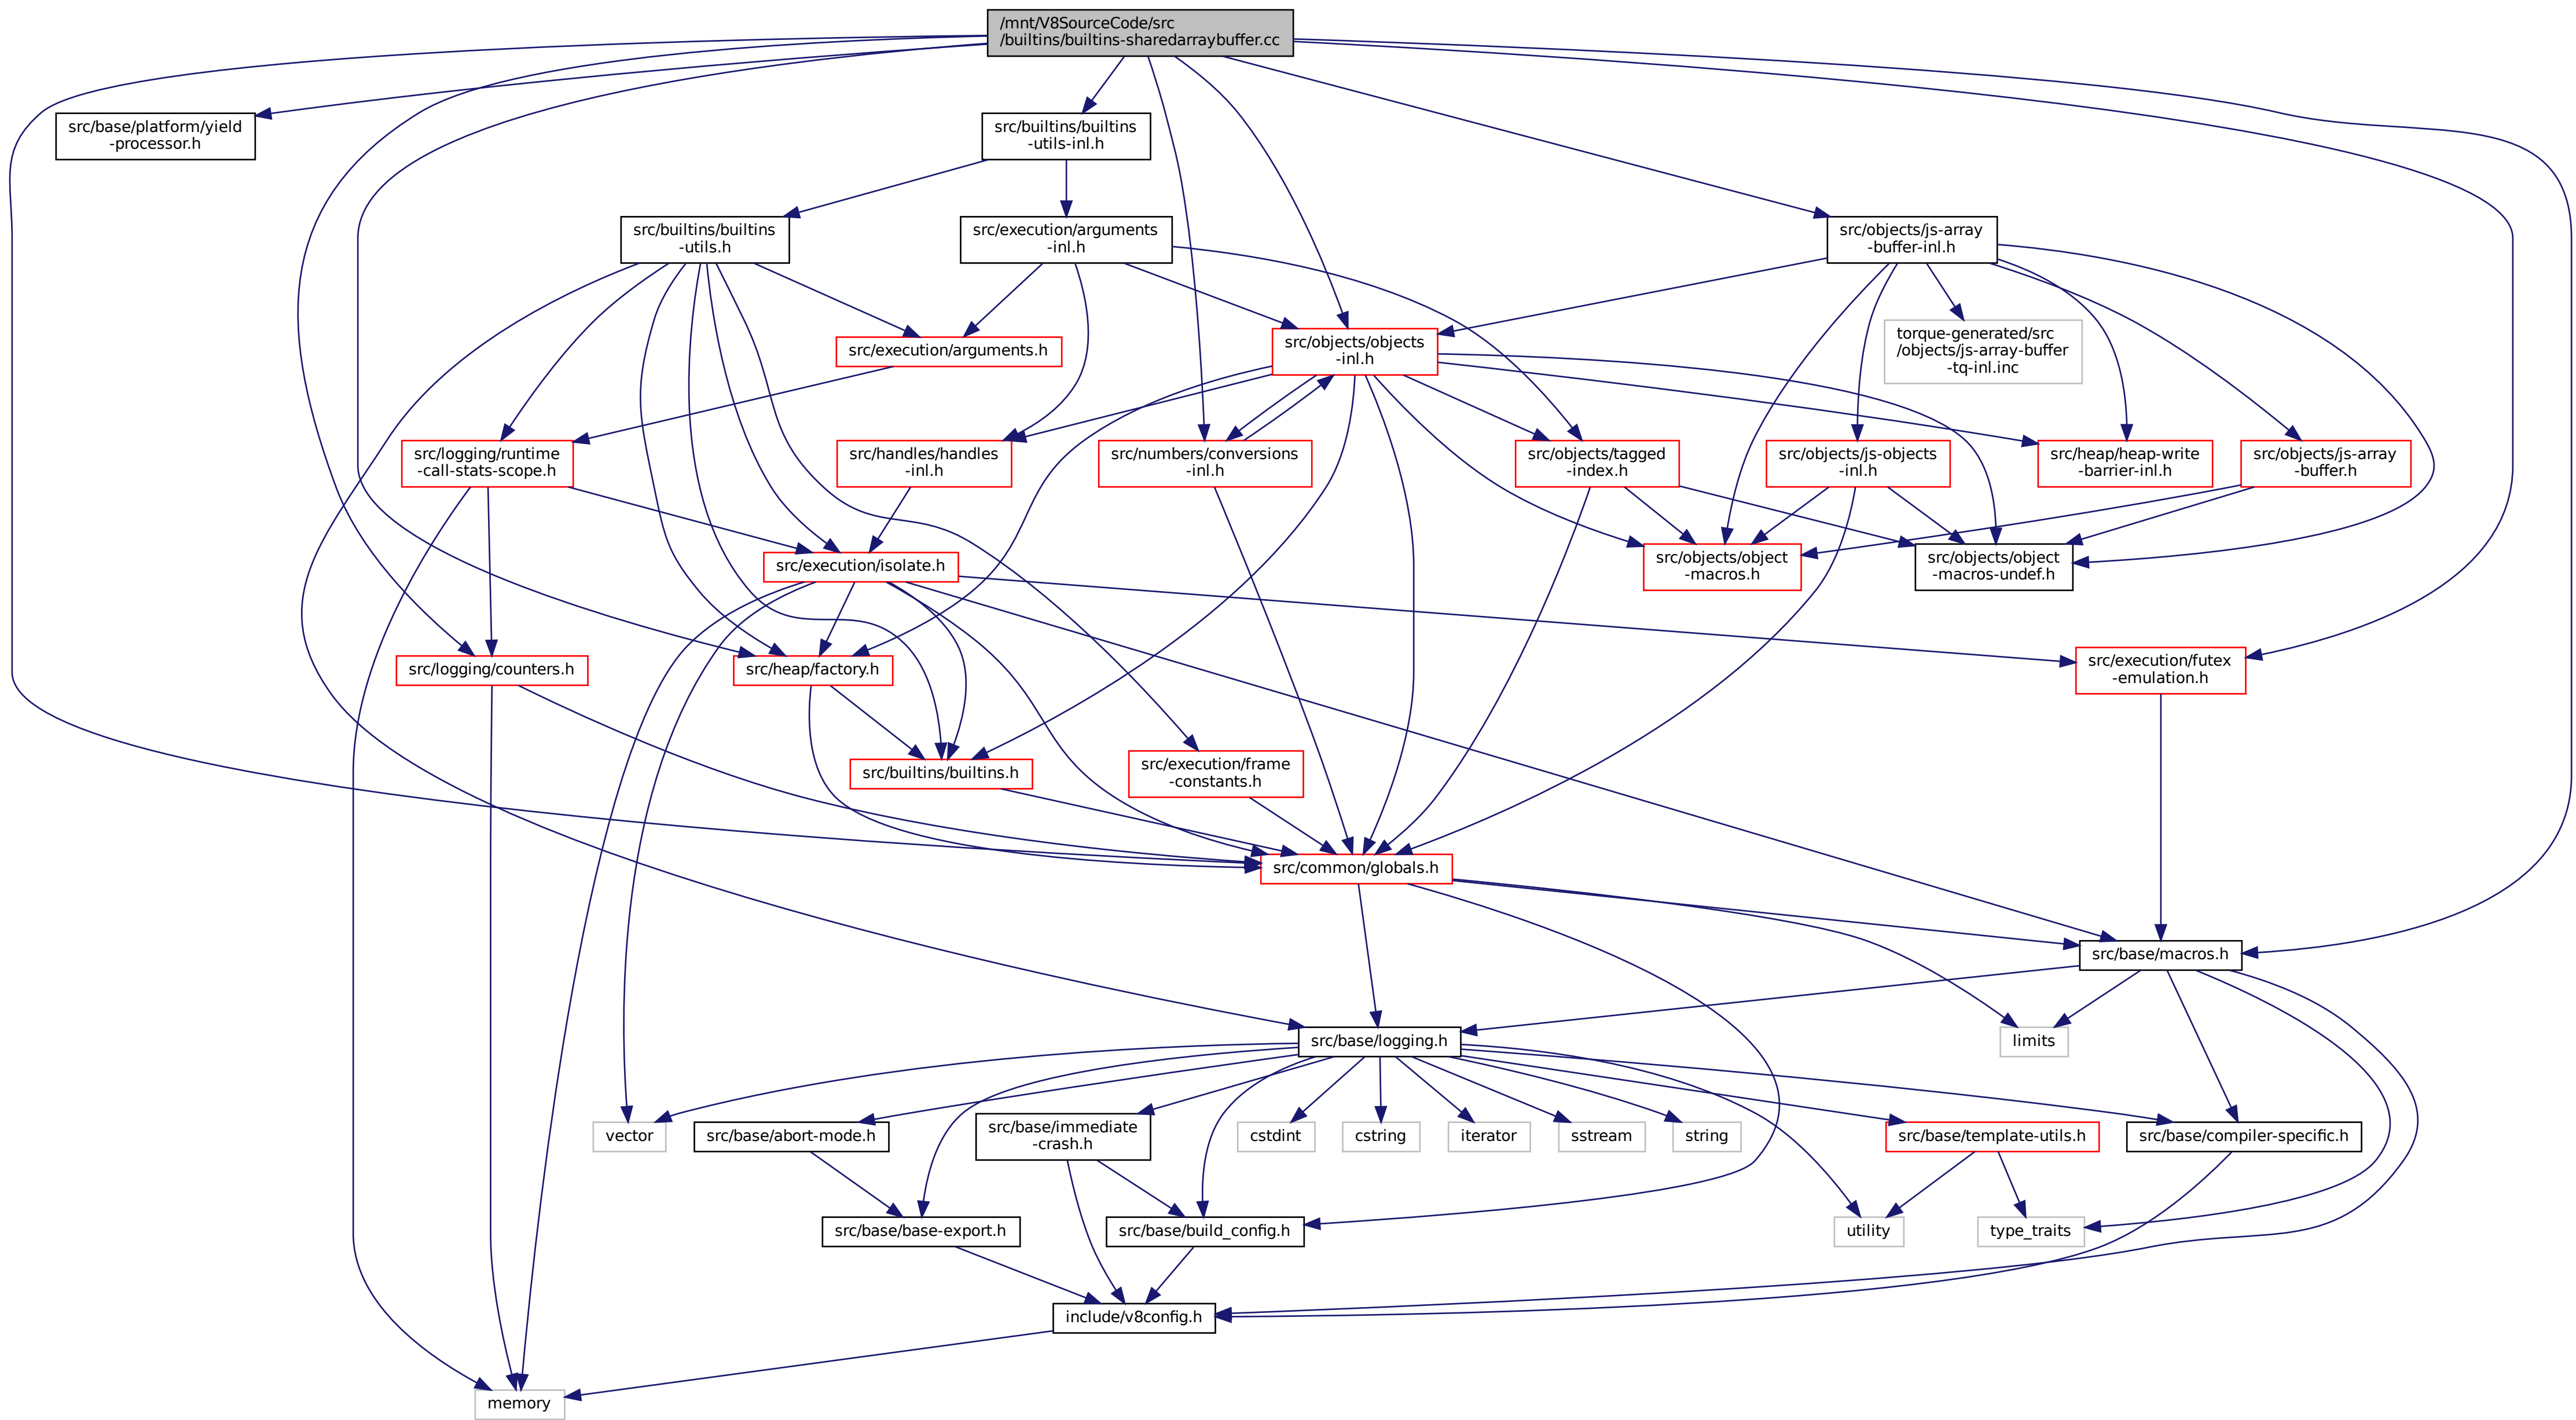 /mnt/V8SourceCode/src
/builtins/builtins-sharedarraybuffer.cc
src/base/platform/yield
-processor.h
src/builtins/builtins
-utils-inl.h
src/builtins/builtins
-utils.h
src/execution/arguments
-inl.h
src/objects/js-array
-buffer-inl.h
src/execution/arguments.h
src/objects/objects
-inl.h
torque-generated/src
/objects/js-array-buffer
-tq-inl.inc
src/logging/runtime
-call-stats-scope.h
src/handles/handles
-inl.h
src/numbers/conversions
-inl.h
src/objects/tagged
-index.h
src/objects/js-objects
-inl.h
src/heap/heap-write
-barrier-inl.h
src/objects/js-array
-buffer.h
src/execution/isolate.h
src/objects/object
-macros.h
src/objects/object
-macros-undef.h
src/logging/counters.h
src/heap/factory.h
src/execution/futex
-emulation.h
src/builtins/builtins.h
src/execution/frame
-constants.h
src/common/globals.h
src/base/macros.h
src/base/logging.h
limits
vector
src/base/abort-mode.h
src/base/immediate
-crash.h
cstdint
cstring
iterator
sstream
string
src/base/template-utils.h
src/base/compiler-specific.h
src/base/base-export.h
src/base/build_config.h
utility
type_traits
include/v8config.h
memory